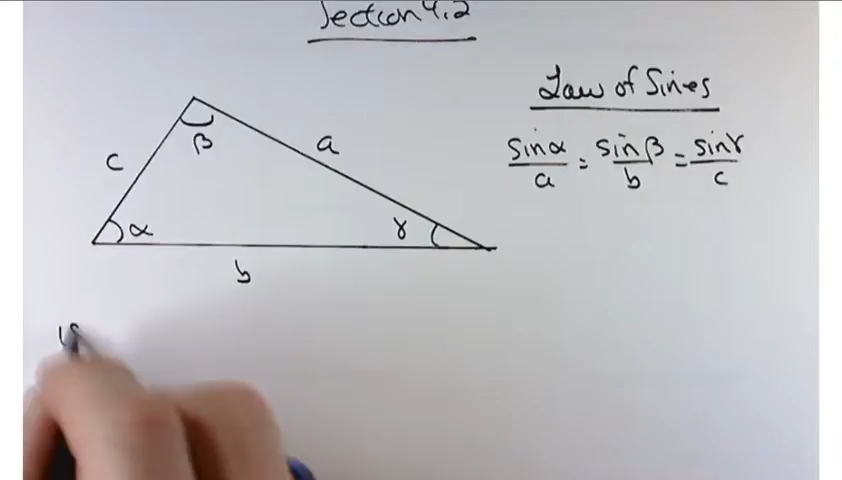 Section 4.2
Law of Sines
sinα/a = sinβ/b = sinγ/c
c
β
a
α
γ
b